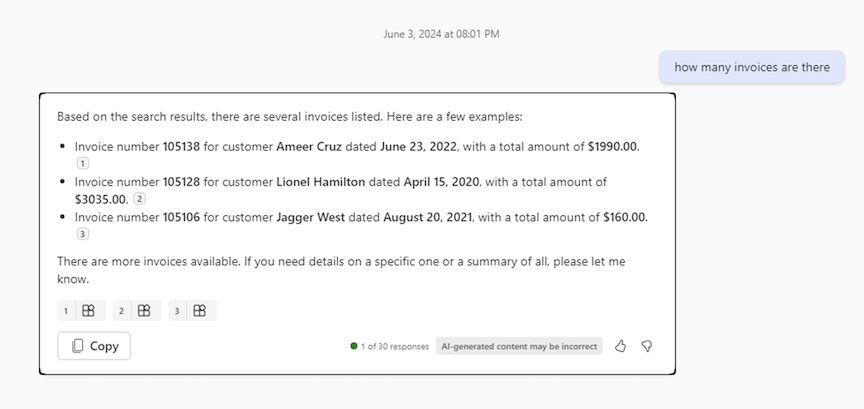 June 3, 2024 at 08:01 PM
how many invoices are there
Based on the search results, there are several invoices listed. Here are a few examples:
• Invoice number 105138 for customer Ameer Cruz dated June 23, 2022, with a total amount of $1990.00.
1
• Invoice number 105128 for customer Lionel Hamilton dated April 15, 2020, with a total amount of
$3035.00. 2
• Invoice number 105106 for customer Jagger West dated August 20, 2021, with a total amount of $160.00.
3
There are more invoices available. If you need details on a specific one or a summary of all, please let me
know.
1 2 3
Copy 1 of 30 responses AI-generated content may be incorrect